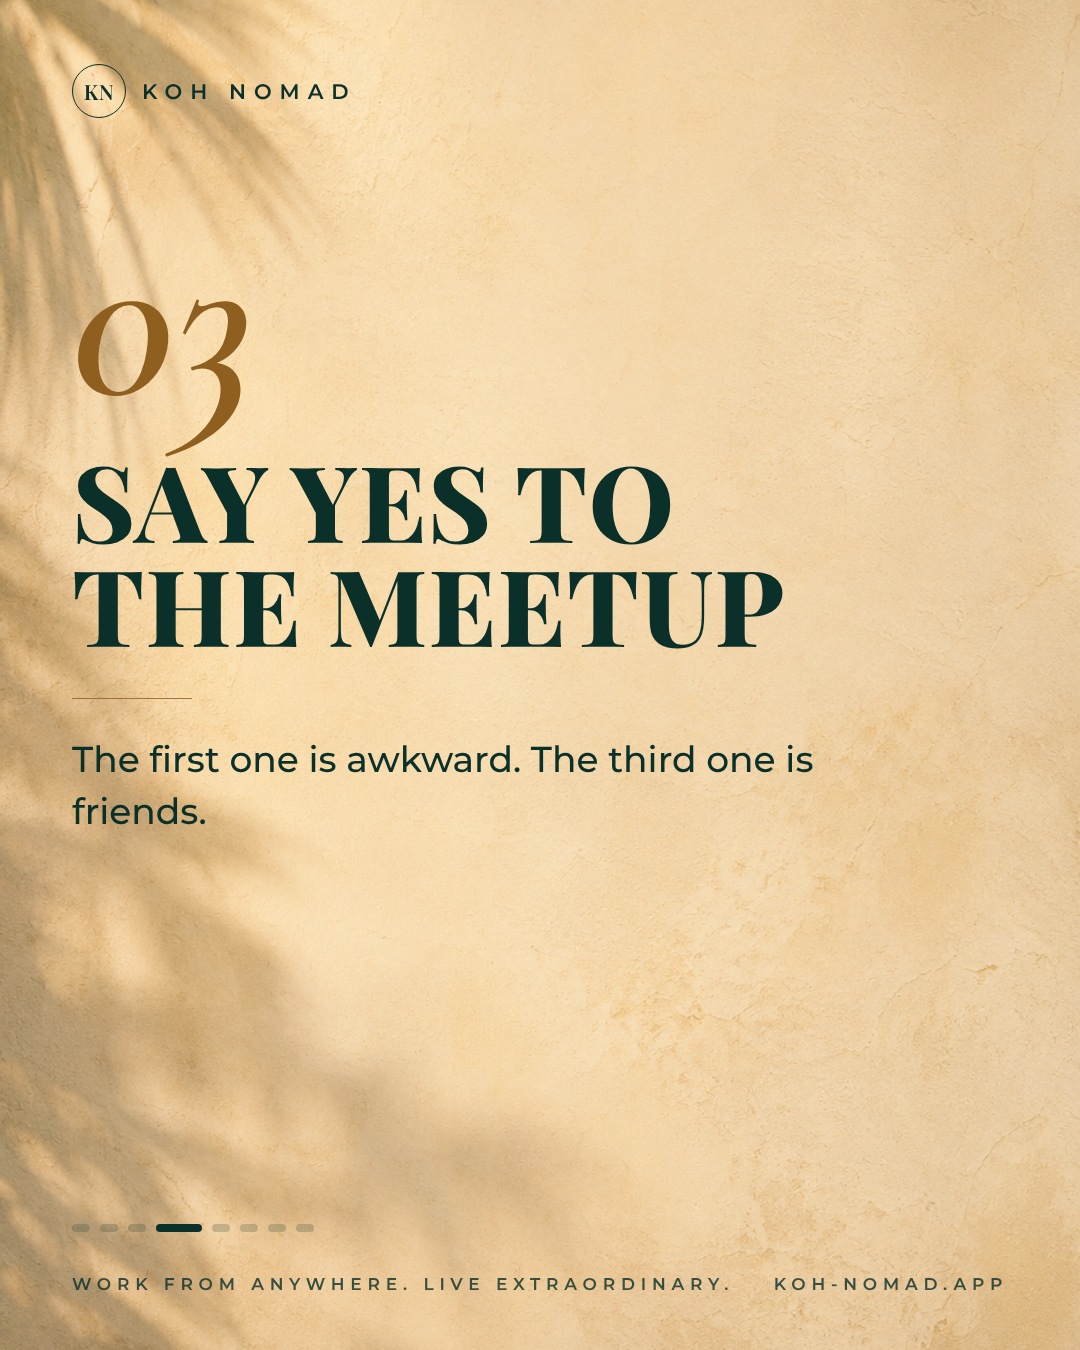 KN KOH NOMAD
03
SAY YES TO
THE MEETUP
The first one is awkward. The third one is
friends.
WORK FROM ANYWHERE. LIVE EXTRAORDINARY. KOH-NOMAD.APP